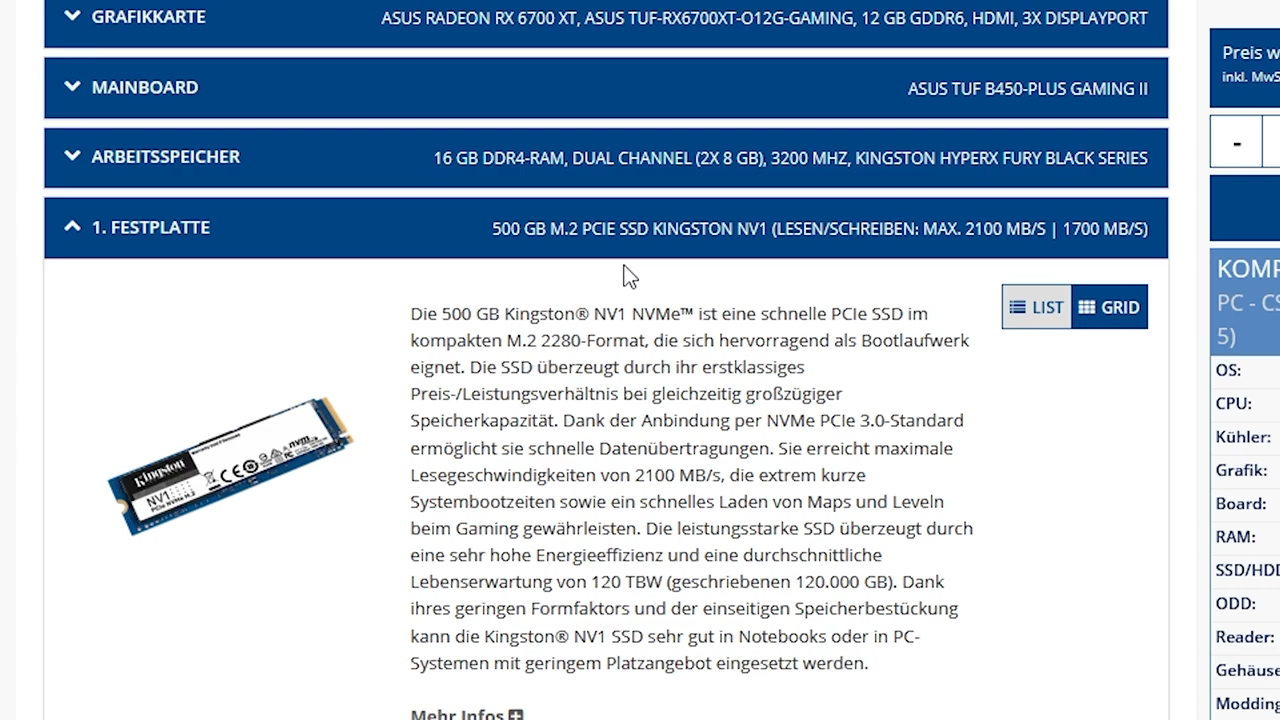 GRAFIKKARTE
ASUS RADEON RX 6700 XT, ASUS TUF-RX6700XT-O12G-GAMING, 12 GB GDDR6, HDMI, 3X DISPLAYPORT
MAINBOARD
ASUS TUF B450-PLUS GAMING II
ARBEITSSPEICHER
16 GB DDR4-RAM, DUAL CHANNEL (2X 8 GB), 3200 MHZ, KINGSTON HYPERX FURY BLACK SERIES
1. FESTPLATTE
500 GB M.2 PCIE SSD KINGSTON NV1 (LESEN/SCHREIBEN: MAX. 2100 MB/S | 1700 MB/S)
LIST
GRID
Die 500 GB Kingston® NV1 NVMe™ ist eine schnelle PCIe SSD im
kompakten M.2 2280-Format, die sich hervorragend als Bootlaufwerk
eignet. Die SSD überzeugt durch ihr erstklassiges
Preis-/Leistungsverhältnis bei gleichzeitig großzügiger
Speicherkapazität. Dank der Anbindung per NVMe PCIe 3.0-Standard
ermöglicht sie schnelle Datenübertragungen. Sie erreicht maximale
Lesegeschwindigkeiten von 2100 MB/s, die extrem kurze
Systembootzeiten sowie ein schnelles Laden von Maps und Leveln
beim Gaming gewährleisten. Die leistungsstarke SSD überzeugt durch
eine sehr hohe Energieeffizienz und eine durchschnittliche
Lebenserwartung von 120 TBW (geschriebenen 120.000 GB). Dank
ihres geringen Formfaktors und der einseitigen Speicherbestückung
kann die Kingston® NV1 SSD sehr gut in Notebooks oder in PC-
Systemen mit geringem Platzangebot eingesetzt werden.
Mehr Infos
Kingston
NV1
PCIe NVMe M.2
nvm
Preis w
inkl. MwS
-
KOMP
PC - CS
5)
OS:
CPU:
Kühler:
Grafik:
Board:
RAM:
SSD/HDD
ODD:
Reader:
Gehäuse
Modding